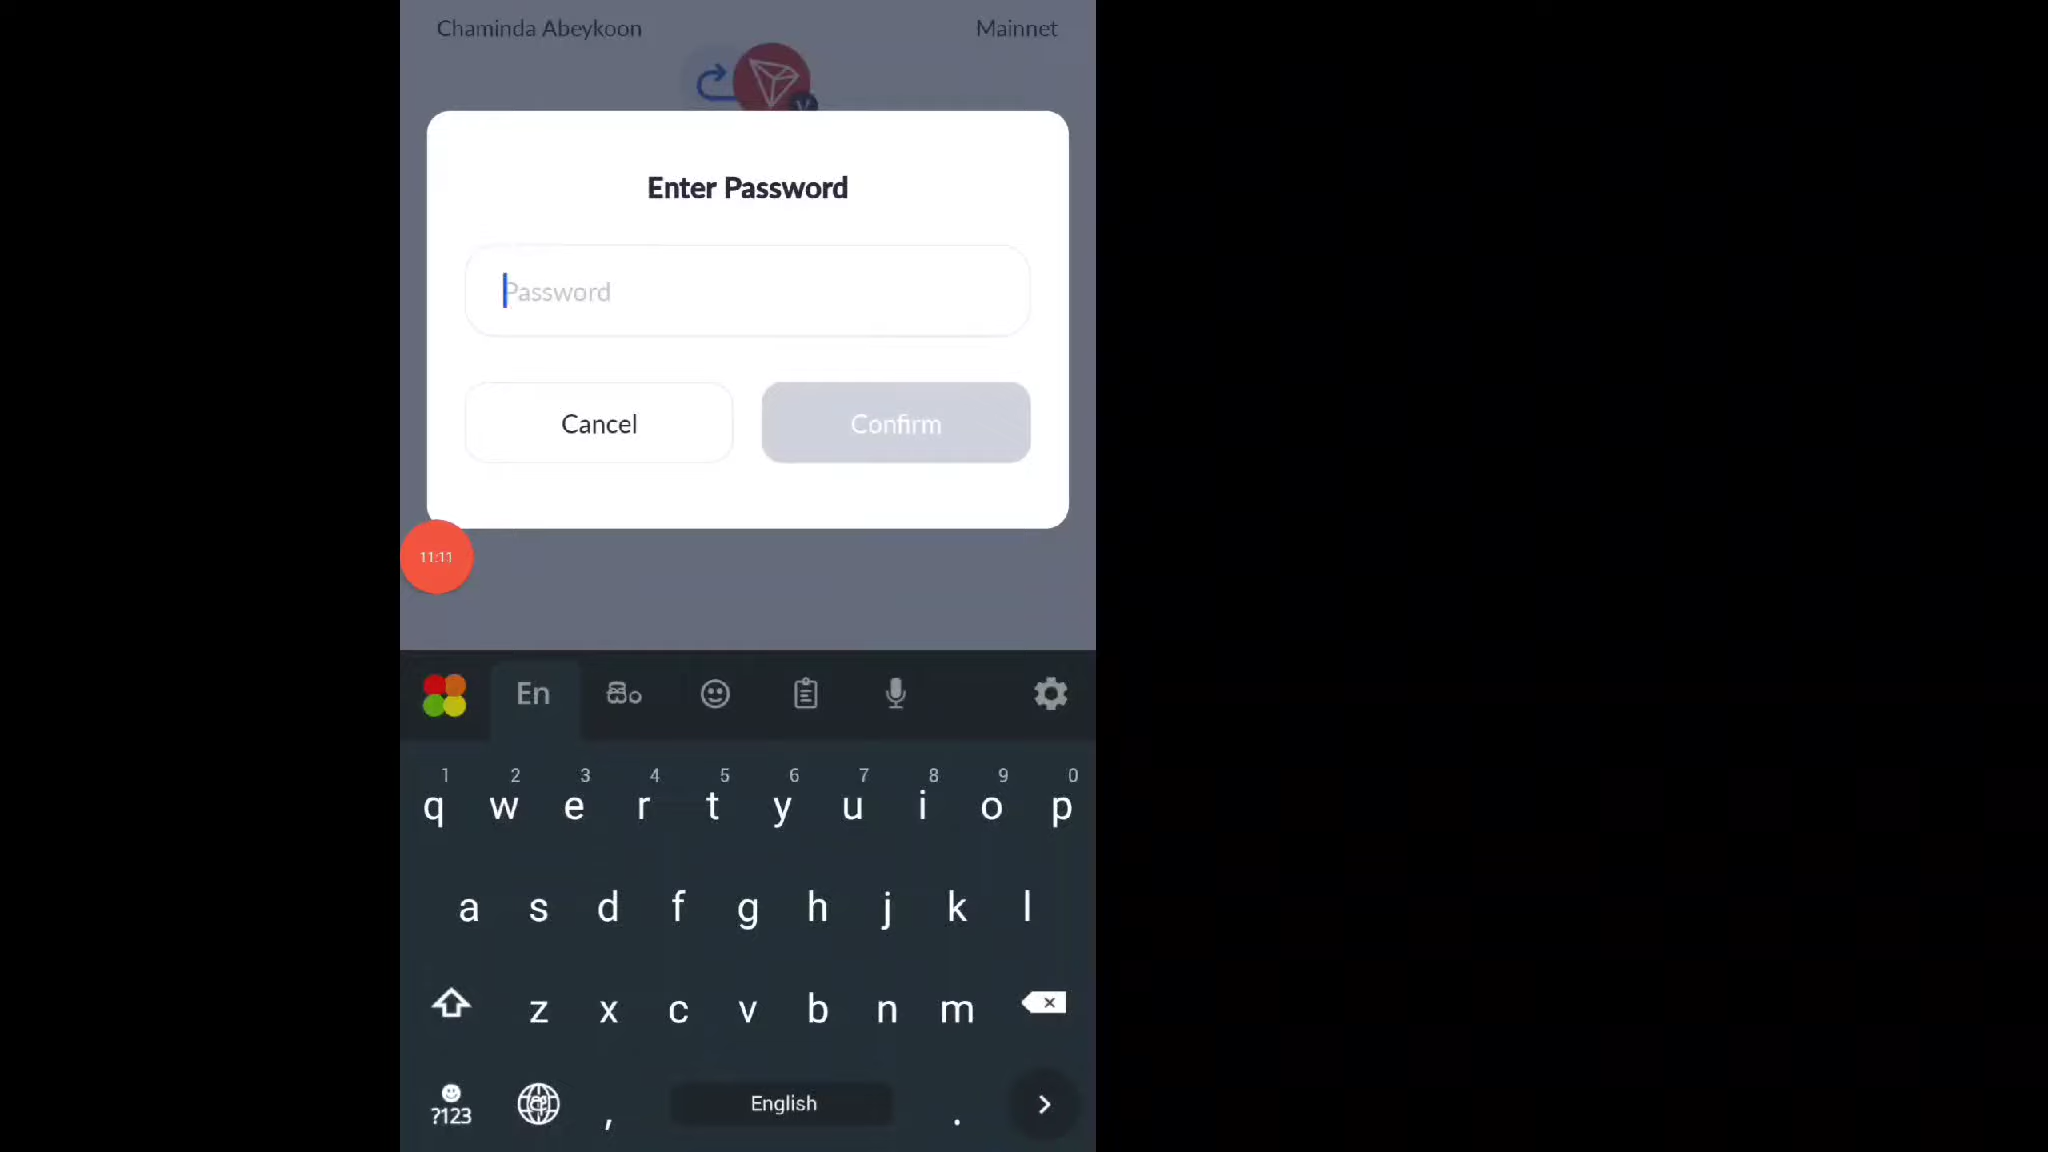 Chaminda Abeykoon Mainnet
Enter Password
Password
Cancel Confirm
11:11
En සිං
1 2 3 4 5 6 7 8 9 0
q w e r t y u i o p
a s d f g h j k l
z x c v b n m
?123 , English .